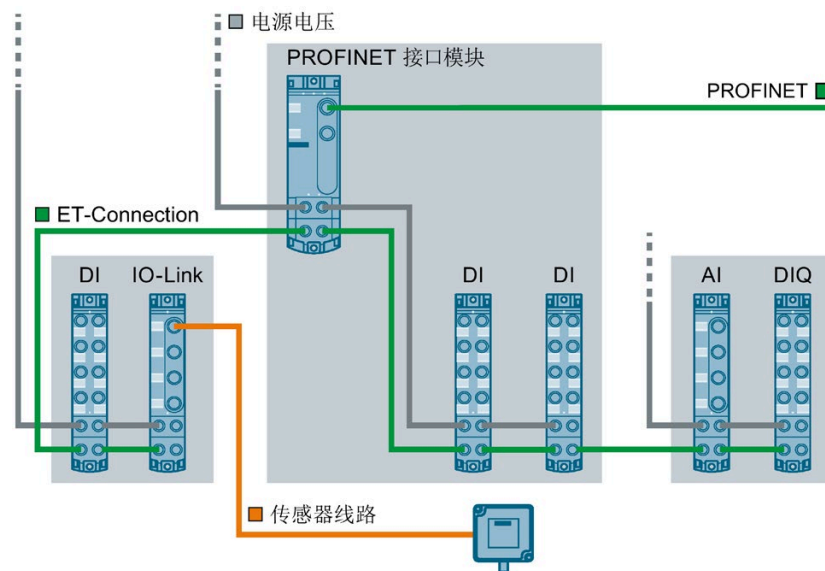 电源电压
PROFINET 接口模块
PROFINET
ET-Connection
DI
IO-Link
DI
DI
AI
DIQ
传感器线路